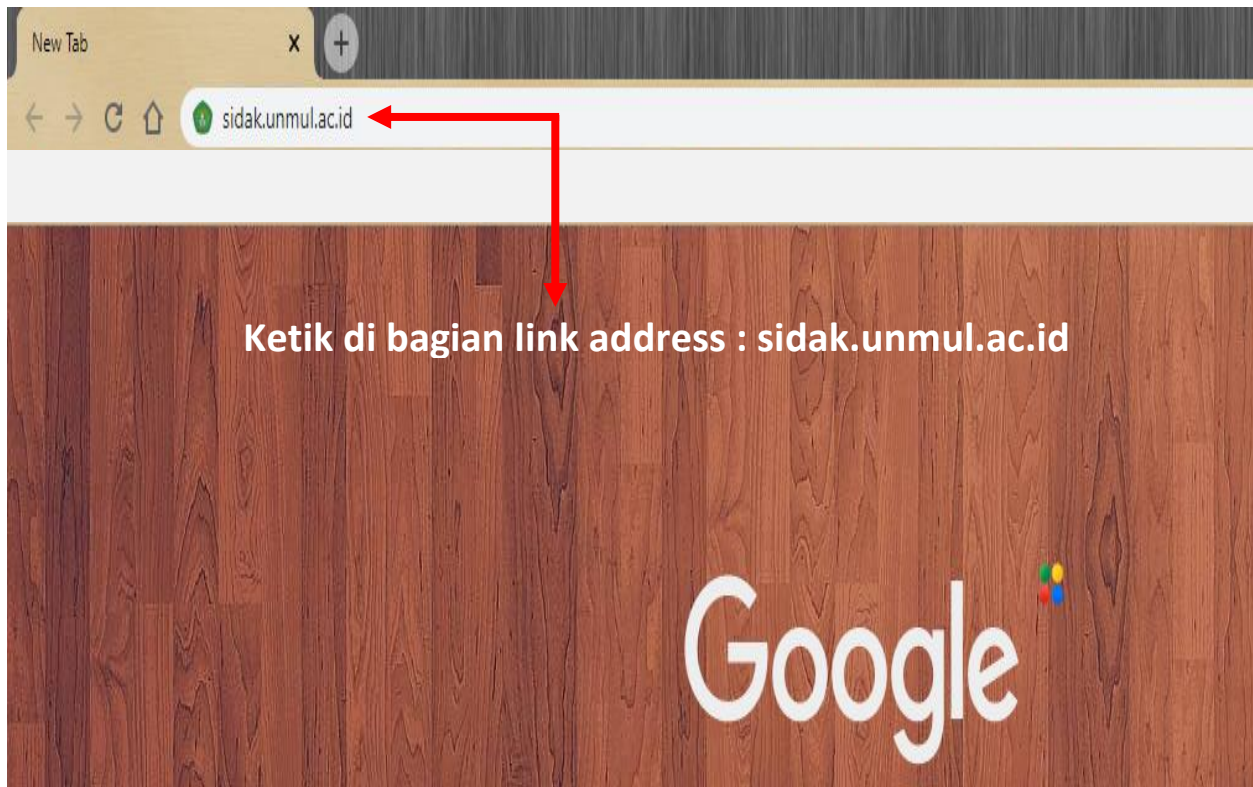 New Tab
sidak.unmul.ac.id
Ketik di bagian link address : sidak.unmul.ac.id
Google